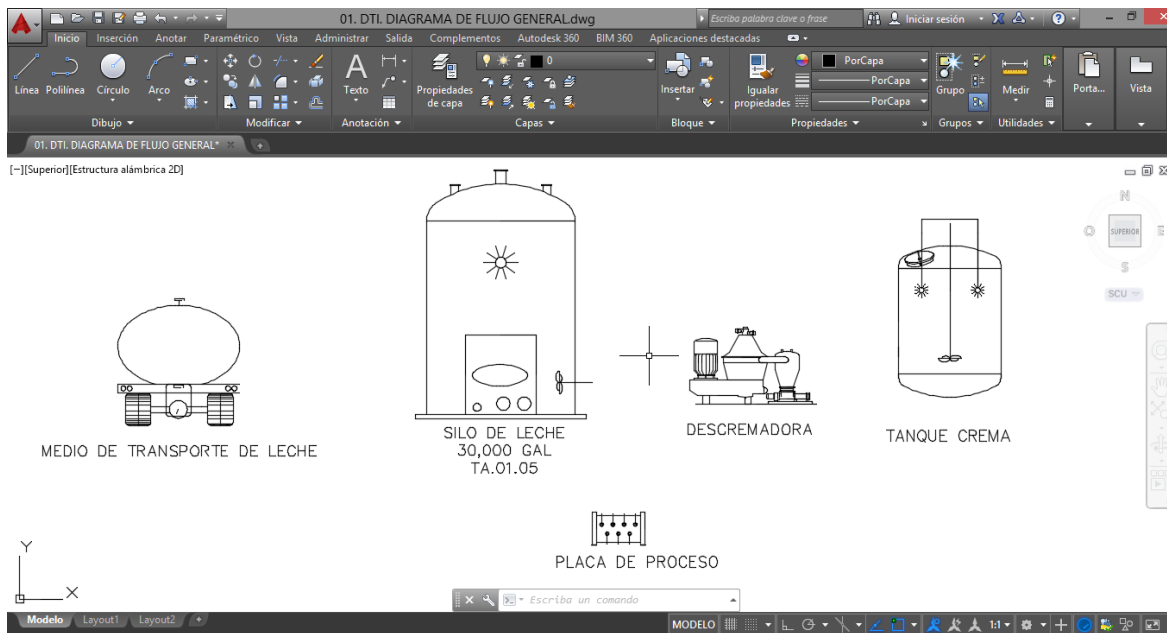 01. DTI. DIAGRAMA DE FLUJO GENERAL.dwg
Escriba palabra clave o frase
Iniciar sesión
Inicio Inserción Anotar Paramétrico Vista Administrar Salida Complementos Autodesk 360 BIM 360 Aplicaciones destacadas
Línea Polilínea Círculo Arco
Texto
Propiedades de capa
0
Insertar
Igualar propiedades
PorCapa
PorCapa
PorCapa
Grupo
Medir
Porta...
Vista
Dibujo Modificar Anotación Capas Bloque Propiedades Grupos Utilidades
01. DTI. DIAGRAMA DE FLUJO GENERAL*
[−][Superior][Estructura alámbrica 2D]
N
O SUPERIOR E
S
SCU
MEDIO DE TRANSPORTE DE LECHE
SILO DE LECHE
30,000 GAL
TA.01.05
DESCREMADORA
TANQUE CREMA
PLACA DE PROCESO
Y
X
Escriba un comando
Modelo Layout1 Layout2
MODELO
1:1